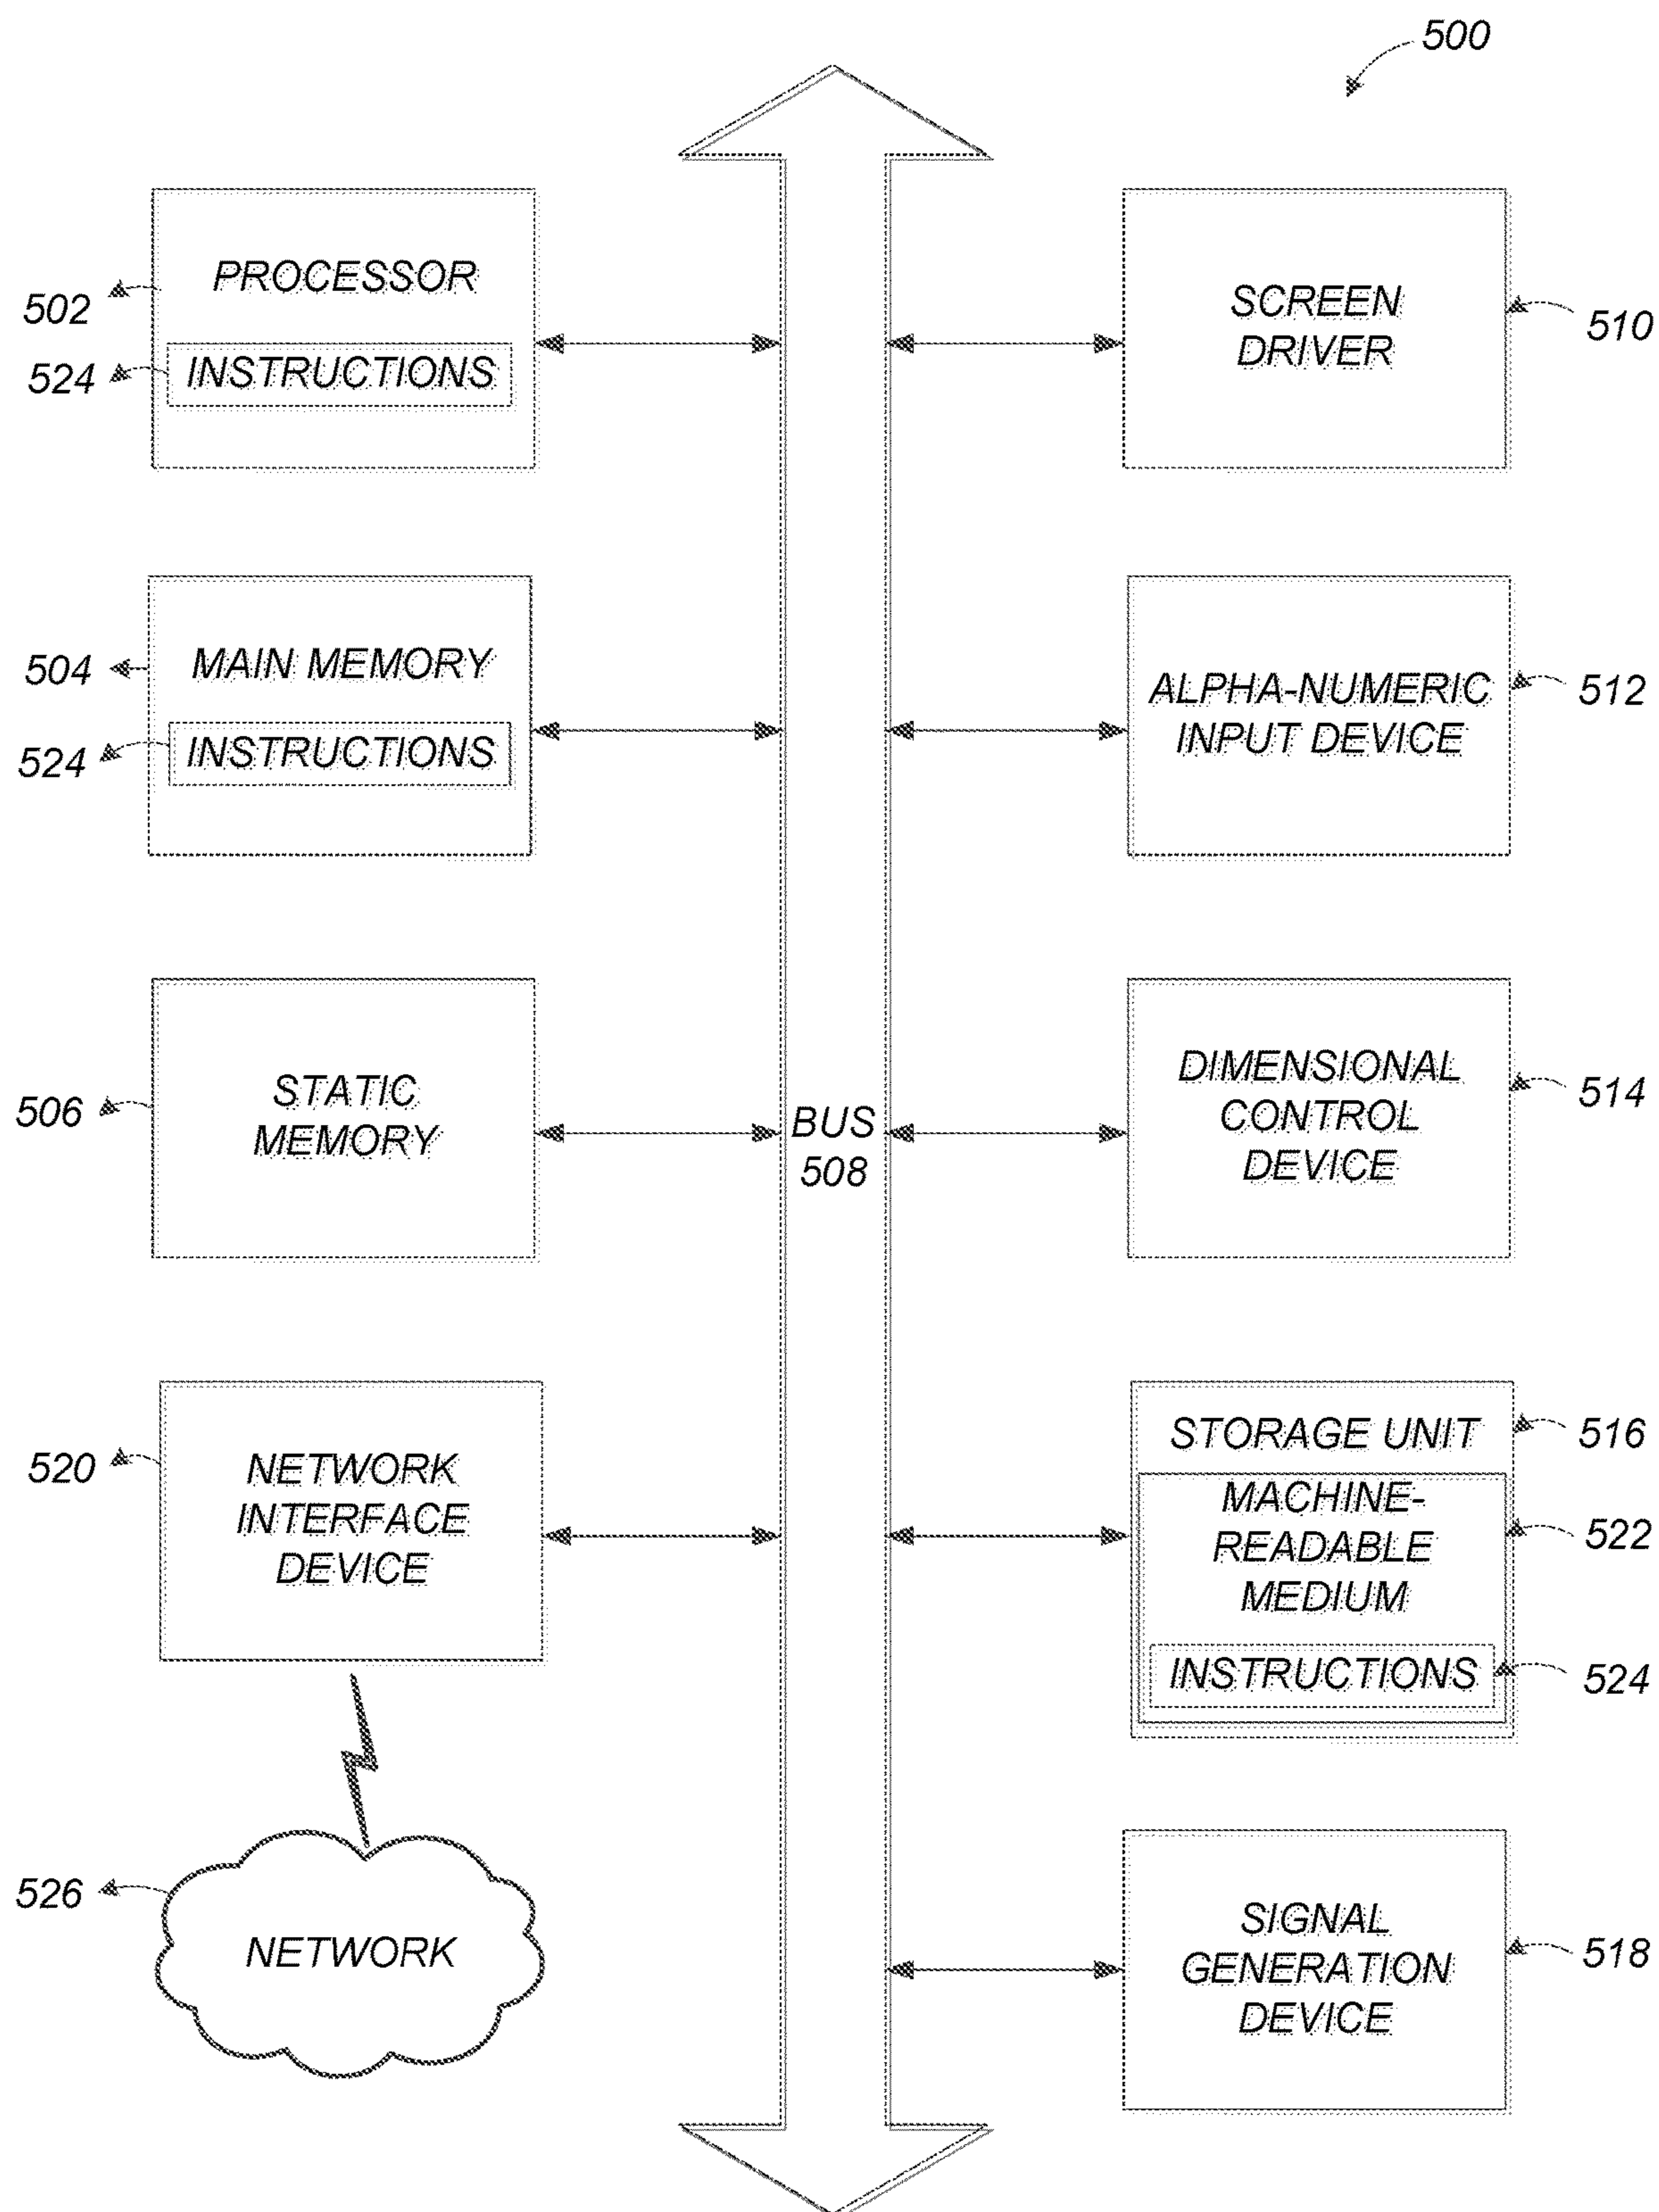 500
PROCESSOR
502
INSTRUCTIONS
524
SCREEN
DRIVER
510
MAIN MEMORY
504
INSTRUCTIONS
524
ALPHA-NUMERIC
INPUT DEVICE
512
STATIC
MEMORY
506
BUS
508
DIMENSIONAL
CONTROL
DEVICE
514
NETWORK
INTERFACE
DEVICE
520
STORAGE UNIT
516
MACHINE-
READABLE
MEDIUM
522
INSTRUCTIONS
524
NETWORK
526
SIGNAL
GENERATION
DEVICE
518